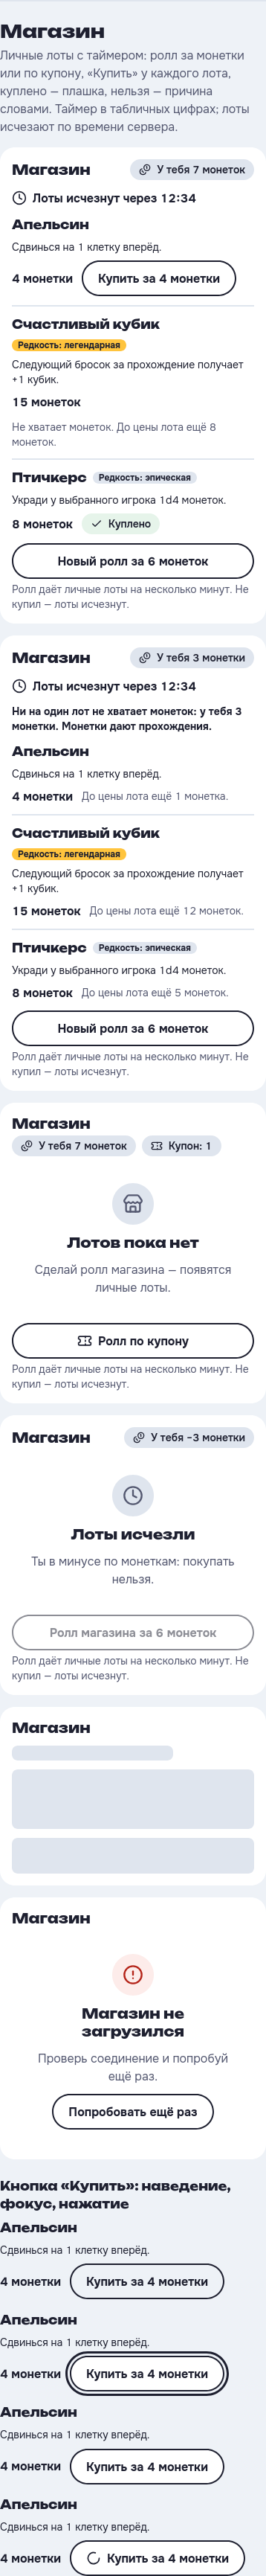 Магазин
Личные лоты с таймером: ролл за монетки
или по купону, «Купить» у каждого лота,
куплено — плашка, нельзя — причина
словами. Таймер в табличных цифрах; лоты
исчезают по времени сервера.
Магазин
У тебя 7 монеток
Лоты исчезнут через 12:34
Апельсин
Сдвинься на 1 клетку вперёд.
4 монетки
Купить за 4 монетки
Счастливый кубик
Редкость: легендарная
Следующий бросок за прохождение получает
+1 кубик.
15 монеток
Не хватает монеток. До цены лота ещё 8
монеток.
Птичкерс
Редкость: эпическая
Укради у выбранного игрока 1d4 монеток.
8 монеток
Куплено
Новый ролл за 6 монеток
Ролл даёт личные лоты на несколько минут. Не
купил — лоты исчезнут.
Магазин
У тебя 3 монетки
Лоты исчезнут через 12:34
Ни на один лот не хватает монеток: у тебя 3
монетки. Монетки дают прохождения.
Апельсин
Сдвинься на 1 клетку вперёд.
4 монетки
До цены лота ещё 1 монетка.
Счастливый кубик
Редкость: легендарная
Следующий бросок за прохождение получает
+1 кубик.
15 монеток
До цены лота ещё 12 монеток.
Птичкерс
Редкость: эпическая
Укради у выбранного игрока 1d4 монеток.
8 монеток
До цены лота ещё 5 монеток.
Новый ролл за 6 монеток
Ролл даёт личные лоты на несколько минут. Не
купил — лоты исчезнут.
Магазин
У тебя 7 монеток
Купон: 1
Лотов пока нет
Сделай ролл магазина — появятся
личные лоты.
Ролл по купону
Ролл даёт личные лоты на несколько минут. Не
купил — лоты исчезнут.
Магазин
У тебя −3 монетки
Лоты исчезли
Ты в минусе по монеткам: покупать
нельзя.
Ролл магазина за 6 монеток
Ролл даёт личные лоты на несколько минут. Не
купил — лоты исчезнут.
Магазин
Магазин
Магазин не
загрузился
Проверь соединение и попробуй
ещё раз.
Попробовать ещё раз
Кнопка «Купить»: наведение,
фокус, нажатие
Апельсин
Сдвинься на 1 клетку вперёд.
4 монетки
Купить за 4 монетки
Апельсин
Сдвинься на 1 клетку вперёд.
4 монетки
Купить за 4 монетки
Апельсин
Сдвинься на 1 клетку вперёд.
4 монетки
Купить за 4 монетки
Апельсин
Сдвинься на 1 клетку вперёд.
4 монетки
Купить за 4 монетки